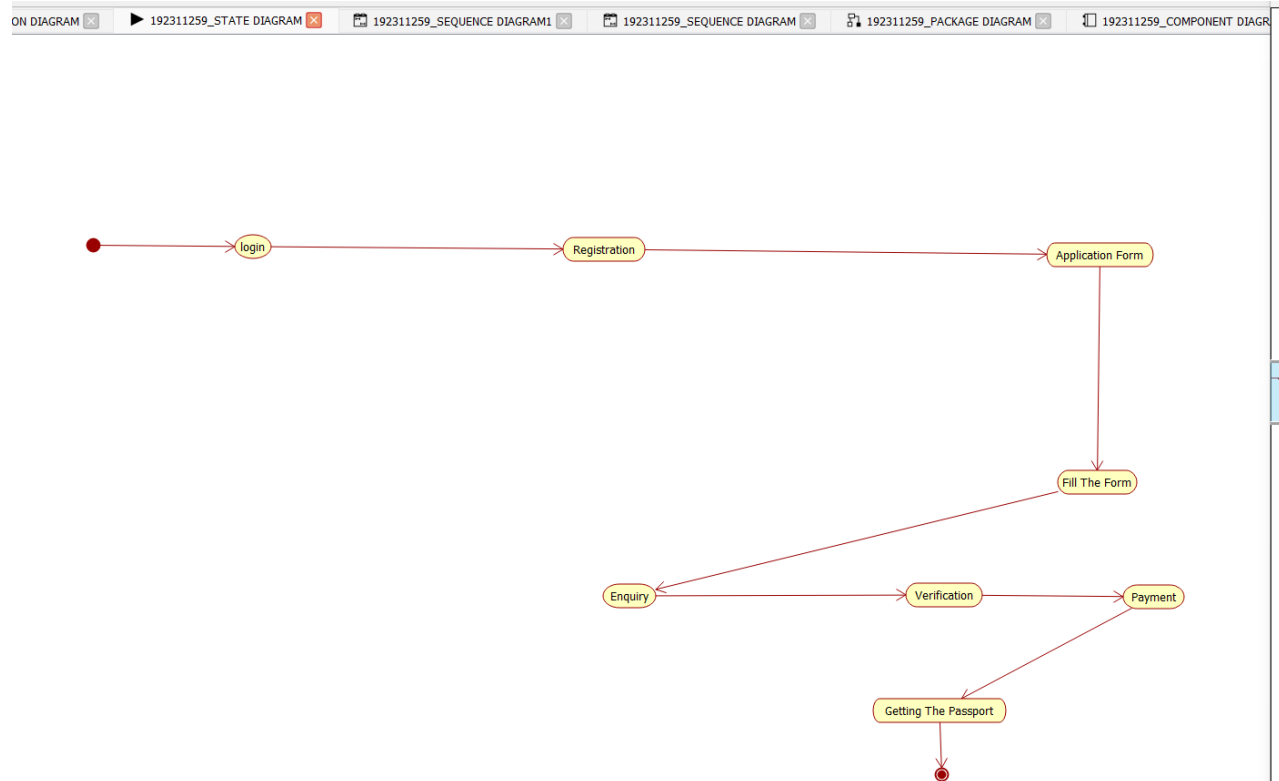 ON DIAGRAM
192311259_STATE DIAGRAM
192311259_SEQUENCE DIAGRAM1
192311259_SEQUENCE DIAGRAM
192311259_PACKAGE DIAGRAM
192311259_COMPONENT DIAGR
login
Registration
Application Form
Fill The Form
Enquiry
Verification
Payment
Getting The Passport